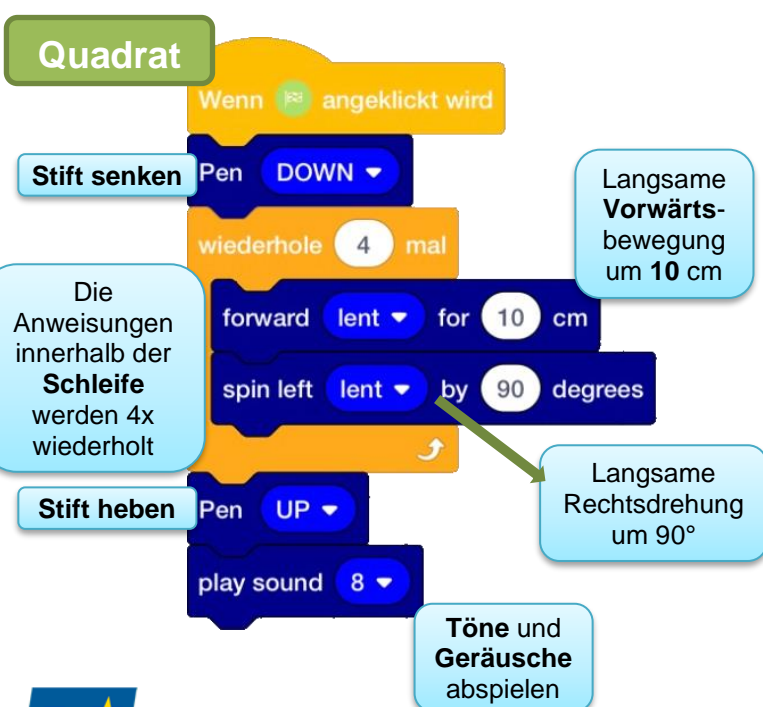 Quadrat
Wenn angeklickt wird
Stift senken
Pen DOWN
Langsame
Vorwärts-
bewegung
um 10 cm
wiederhole 4 mal
Die
Anweisungen
innerhalb der
Schleife
werden 4x
wiederholt
forward lent for 10 cm
spin left lent by 90 degrees
Langsame
Rechtsdrehung
um 90°
Stift heben
Pen UP
play sound 8
Töne und
Geräusche
abspielen